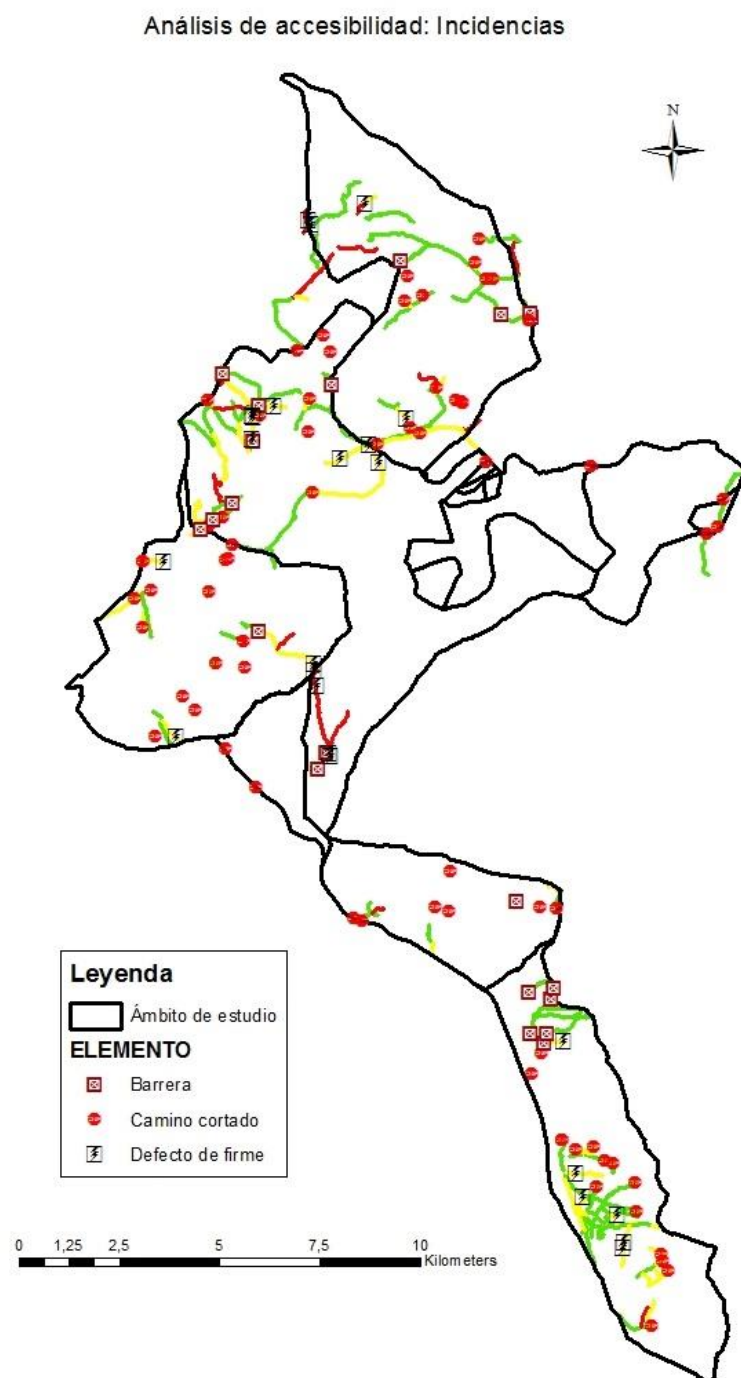 Análisis de accesibilidad: Incidencias
N
Leyenda
Ámbito de estudio
ELEMENTO
Barrera
Camino cortado
Defecto de firme
0 1,25 2,5 5 7,5 10
Kilometers